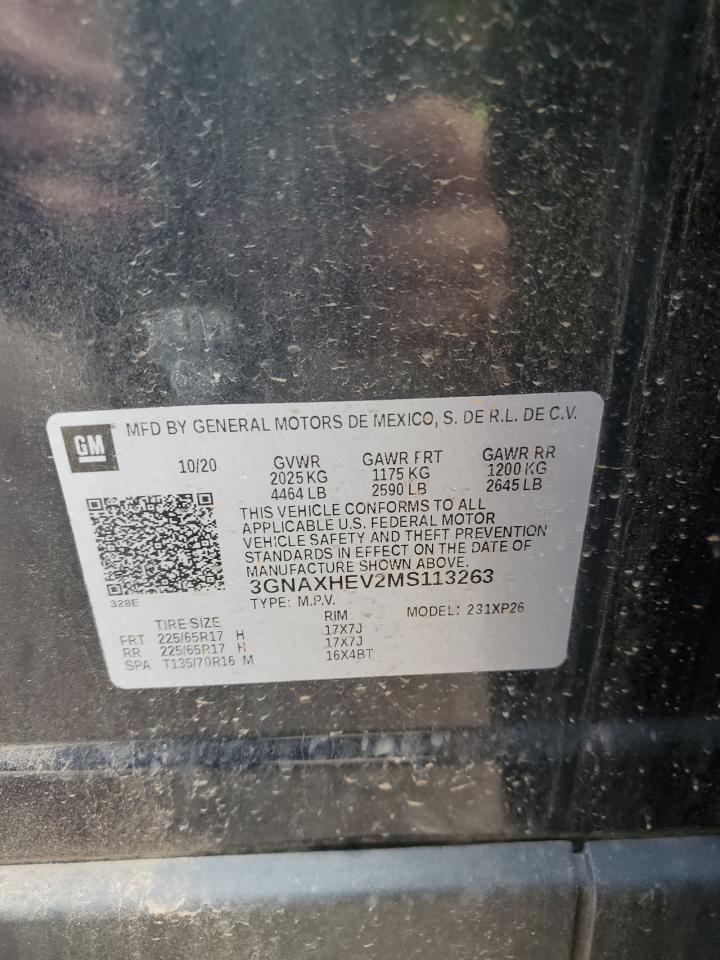 GM
MFD BY GENERAL MOTORS DE MEXICO, S. DE R.L. DE C.V.
10/20 GVWR GAWR FRT GAWR RR
2025 KG 1175 KG 1200 KG
4464 LB 2590 LB 2645 LB
THIS VEHICLE CONFORMS TO ALL
APPLICABLE U.S. FEDERAL MOTOR
VEHICLE SAFETY AND THEFT PREVENTION
STANDARDS IN EFFECT ON THE DATE OF
MANUFACTURE SHOWN ABOVE.
3GNAXHEV2MS113263
328E TYPE: M.P.V. MODEL: 231XP26
TIRE SIZE RIM
FRT 225/65R17 H 17X7J
RR 225/65R17 H 17X7J
SPA T135/70R16 M 16X4BT